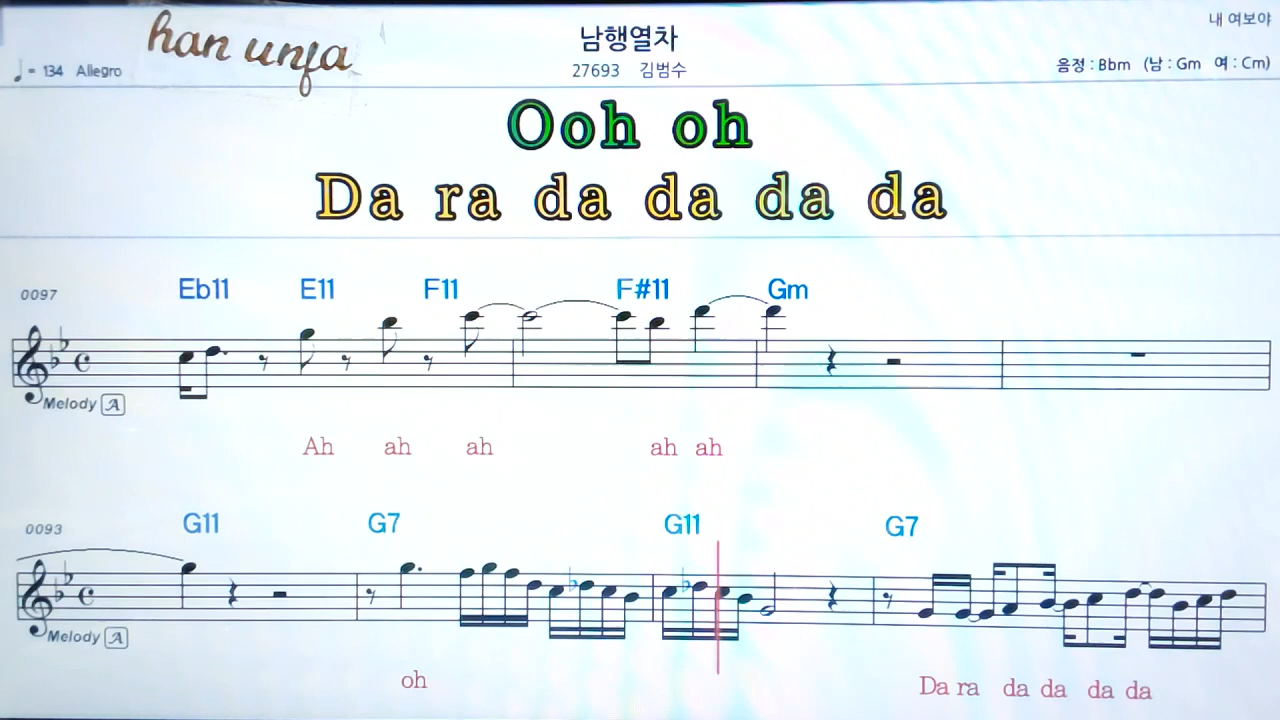 han unfa
내 여보야
남행열차
♩= 134 Allegro
27693 김범수
음정 : Bbm (남 : Gm 여 : Cm)
Ooh oh
Da ra da da da da
0097 Eb11 E11 F11 F#11 Gm
Melody A
Ah ah ah ah ah
0093 G11 G7 G11 G7
Melody A
oh Da ra da da da da